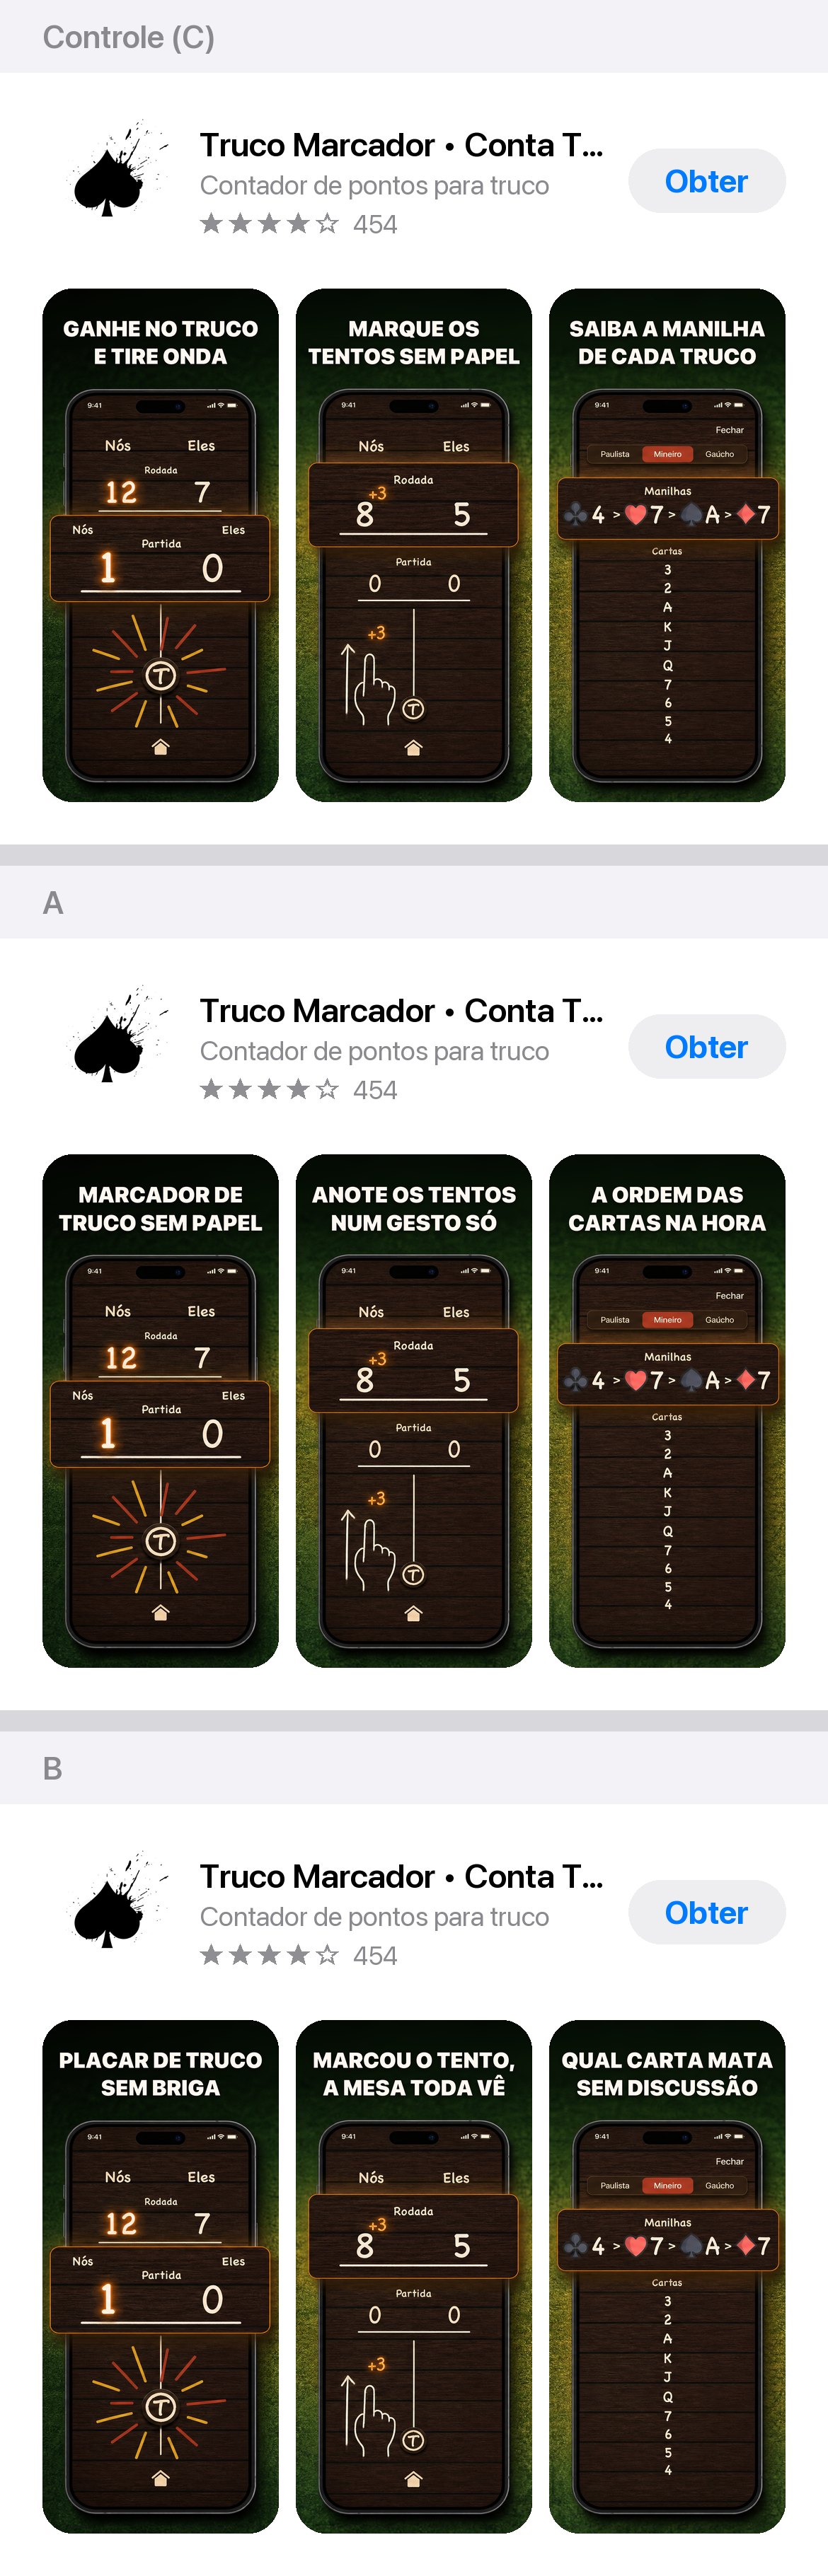 Controle (C)
Truco Marcador • Conta T...
Contador de pontos para truco
454
Obter
GANHE NO TRUCO
E TIRE ONDA
9:41
Nós Eles
Rodada
12 7
Nós Eles
Partida
1 0
T
MARQUE OS
TENTOS SEM PAPEL
9:41
Nós Eles
Rodada
+3
8 5
Partida
0 0
+3
T
SAIBA A MANILHA
DE CADA TRUCO
9:41
Fechar
Paulista Mineiro Gaúcho
Manilhas
♣4 > ♥7 > ♠A > ♦7
Cartas
3
2
A
K
J
Q
7
6
5
4
A
Truco Marcador • Conta T...
Contador de pontos para truco
454
Obter
MARCADOR DE
TRUCO SEM PAPEL
9:41
Nós Eles
Rodada
12 7
Nós Eles
Partida
1 0
T
ANOTE OS TENTOS
NUM GESTO SÓ
9:41
Nós Eles
Rodada
+3
8 5
Partida
0 0
+3
T
A ORDEM DAS
CARTAS NA HORA
9:41
Fechar
Paulista Mineiro Gaúcho
Manilhas
♣4 > ♥7 > ♠A > ♦7
Cartas
3
2
A
K
J
Q
7
6
5
4
B
Truco Marcador • Conta T...
Contador de pontos para truco
454
Obter
PLACAR DE TRUCO
SEM BRIGA
9:41
Nós Eles
Rodada
12 7
Nós Eles
Partida
1 0
T
MARCOU O TENTO,
A MESA TODA VÊ
9:41
Nós Eles
Rodada
+3
8 5
Partida
0 0
+3
T
QUAL CARTA MATA
SEM DISCUSSÃO
9:41
Fechar
Paulista Mineiro Gaúcho
Manilhas
♣4 > ♥7 > ♠A > ♦7
Cartas
3
2
A
K
J
Q
7
6
5
4